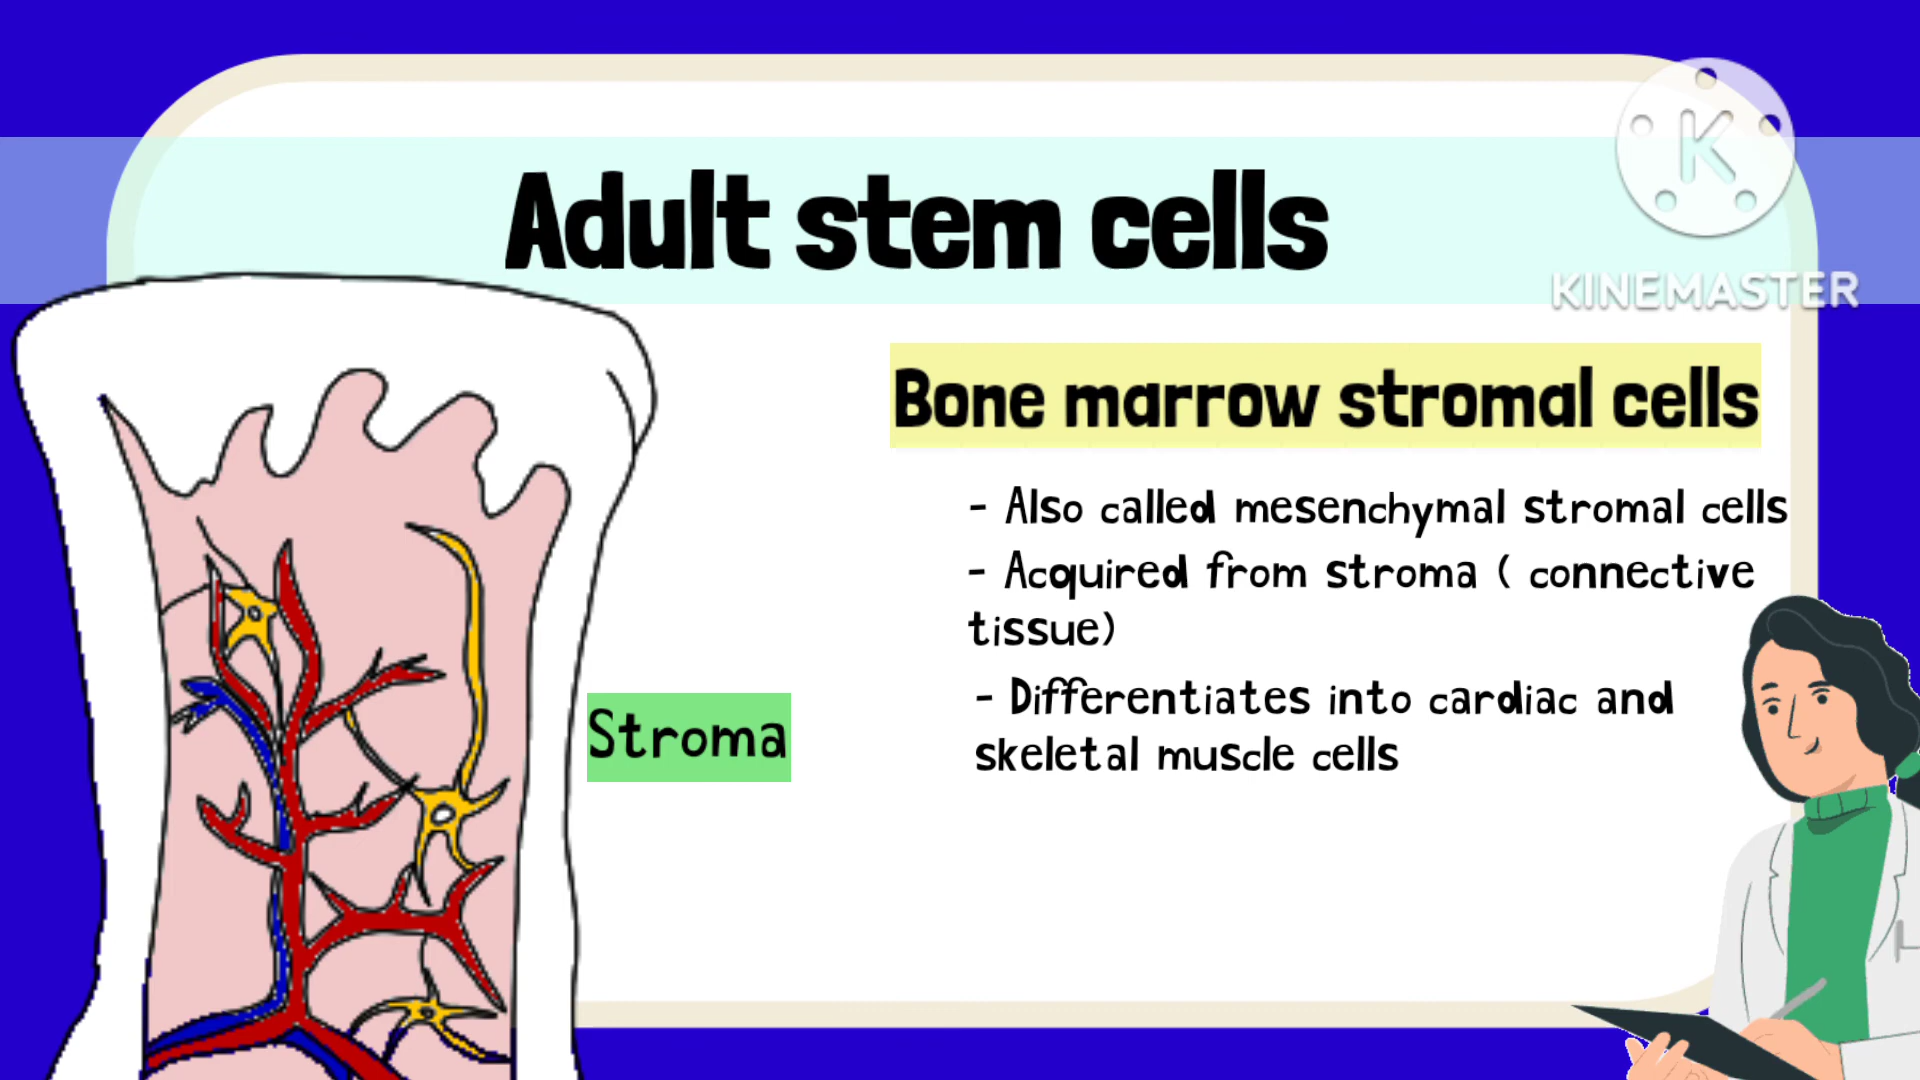 Adult stem cells
K
KINEMASTER
Bone marrow stromal cells
- Also called mesenchymal stromal cells
- Acquired from stroma ( connective
tissue)
Stroma
- Differentiates into cardiac and
skeletal muscle cells